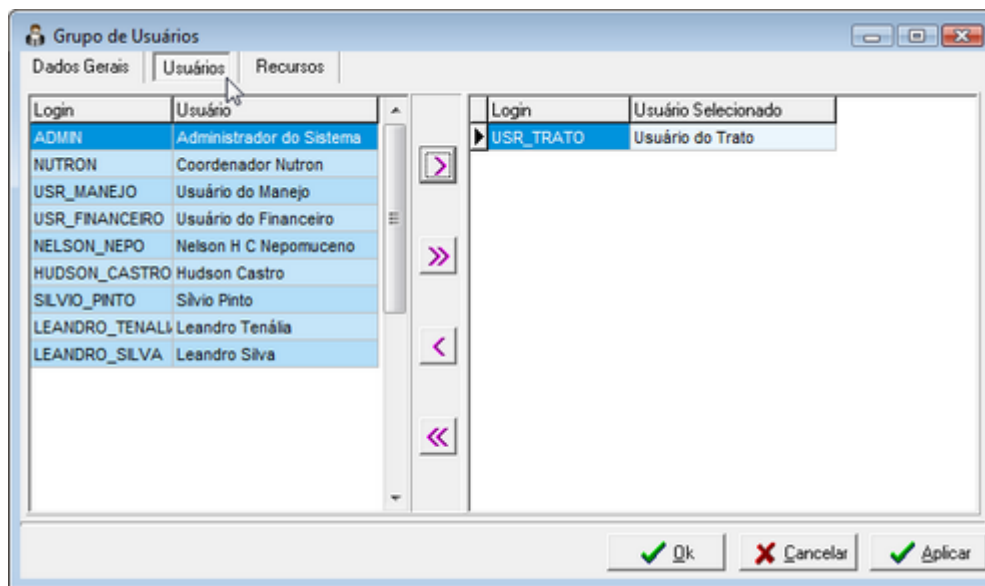 Grupo de Usuários
Dados Gerais Usuários Recursos
Login Usuário Login Usuário Selecionado
ADMIN Administrador do Sistema USR_TRATO Usuário do Trato
NUTRON Coordenador Nutron
USR_MANEJO Usuário do Manejo
USR_FINANCEIRO Usuário do Financeiro
NELSON_NEPO Nelson H C Nepomuceno
HUDSON_CASTRO Hudson Castro
SILVIO_PINTO Sílvio Pinto
LEANDRO_TENALI Leandro Tenália
LEANDRO_SILVA Leandro Silva
Ok Cancelar Aplicar